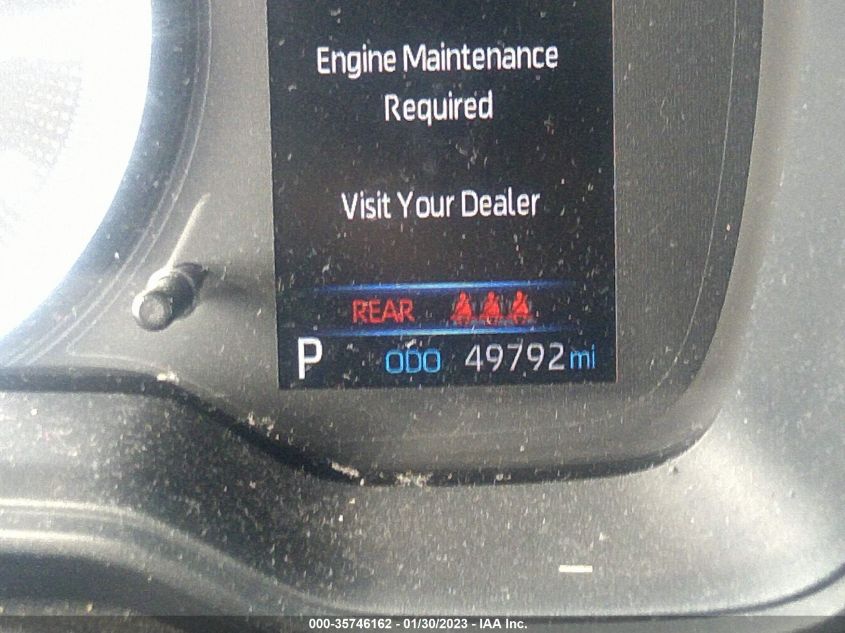 Engine Maintenance
Required
Visit Your Dealer
REAR
P ODO 49792 mi
000-35746162 - 01/30/2023 - IAA Inc.